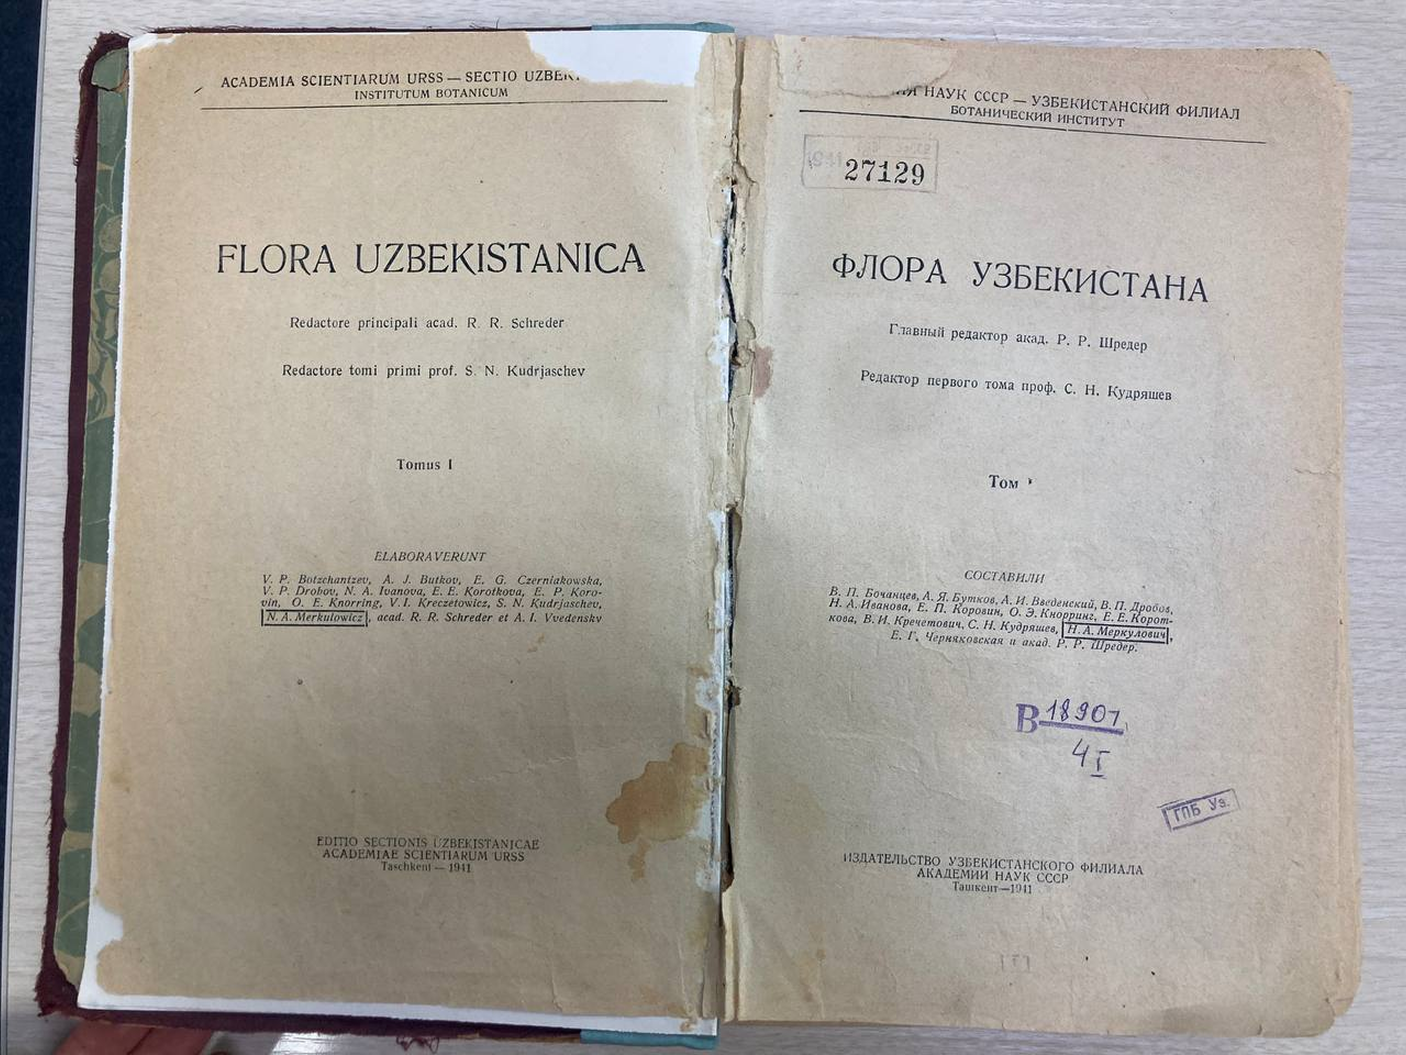 ACADEMIA SCIENTIARUM URSS — SECTIO
INSTITUTUM BOTANICUM
FLORA UZBEKISTANICA
Redactore principali acad. R. R. Schreder
Redactore tomi primi prof. S. N. Kudrjaschev
Tomus I
ELABORAVERUNT
V. P. Botzchantzev, A. J. Butkov, E. G. Czerniakowska,
V. P. Drobov, N. A. Ivanova, E. E. Korotkova, E. P. Koro-
vin, O. E. Knorring, V. I. Kreczetowicz, S. N. Kudrjaschev,
N. A. Merkulowicz, acad. R. R. Schreder et A. I. Vvedensky
EDITIO SECTIONIS UZBEKISTANICAE
ACADEMIAE SCIENTIARUM URSS
Taschkent — 1941
НАУК СССР — УЗБЕКИСТАНСКИЙ ФИЛИАЛ
БОТАНИЧЕСКИЙ ИНСТИТУТ
27129
ФЛОРА УЗБЕКИСТАНА
Главный редактор акад. Р. Р. Шредер
Редактор первого тома проф. С. Н. Кудряшев
Том
СОСТАВИЛИ
В. П. Бочанцев, А. Я. Бутков, А. И. Введенский, В. П. Дробов,
Н. А. Иванова, Е. П. Коровин, О. Э. Кнорринг, Е. Е. Корот-
кова, В. И. Кречетович, С. Н. Кудряшев, Н. А. Меркулович,
Е. Г. Черняковская и акад. Р. Р. Шредер.
В 18901
4 I
ГПБ Уз.
ИЗДАТЕЛЬСТВО УЗБЕКИСТАНСКОГО ФИЛИАЛА
АКАДЕМИИ НАУК СССР
Ташкент—1941